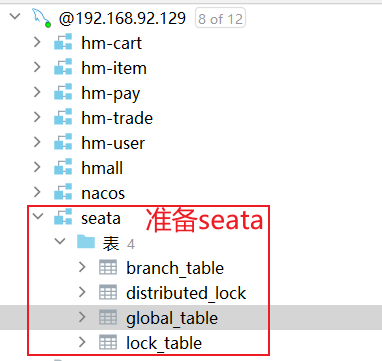 @192.168.92.129 8 of 12
hm-cart
hm-item
hm-pay
hm-trade
hm-user
hmall
nacos
seata 准备seata
表 4
branch_table
distributed_lock
global_table
lock_table